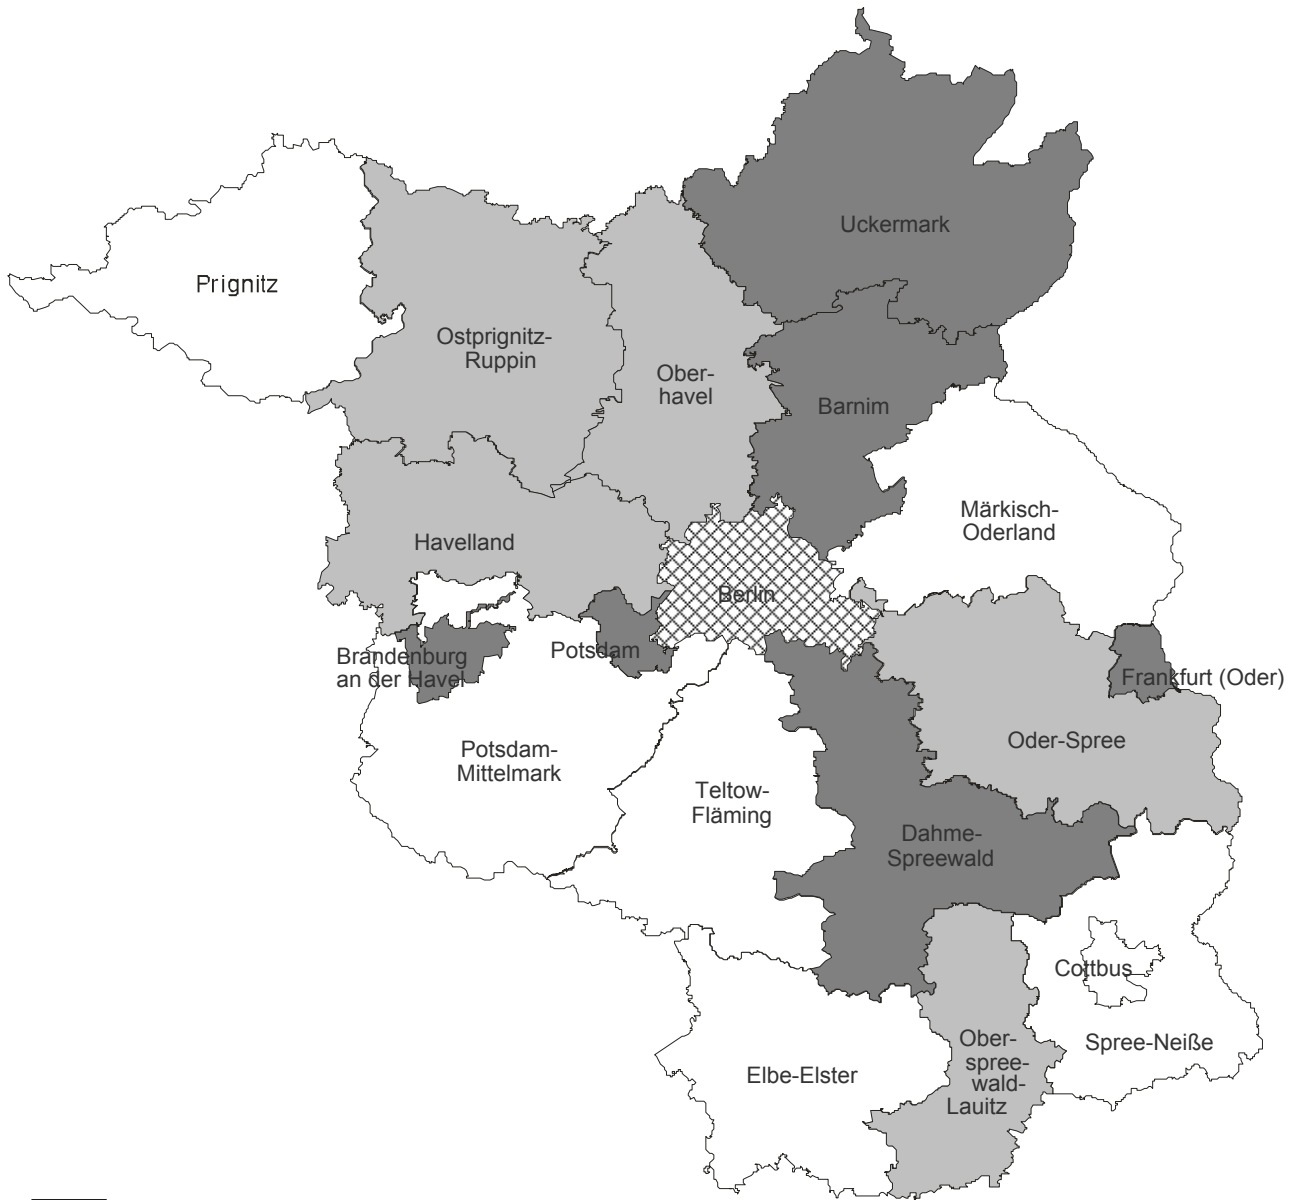 Uckermark
Prignitz
Ostprignitz-
Ruppin
Ober-
havel
Barnim
Märkisch-
Oderland
Havelland
Berlin
Brandenburg
an der Havel
Potsdam
Frankfurt (Oder)
Potsdam-
Mittelmark
Oder-Spree
Teltow-
Fläming
Dahme-
Spreewald
Cottbus
Spree-Neiße
Elbe-Elster
Ober-
spree-
wald-
Lauitz